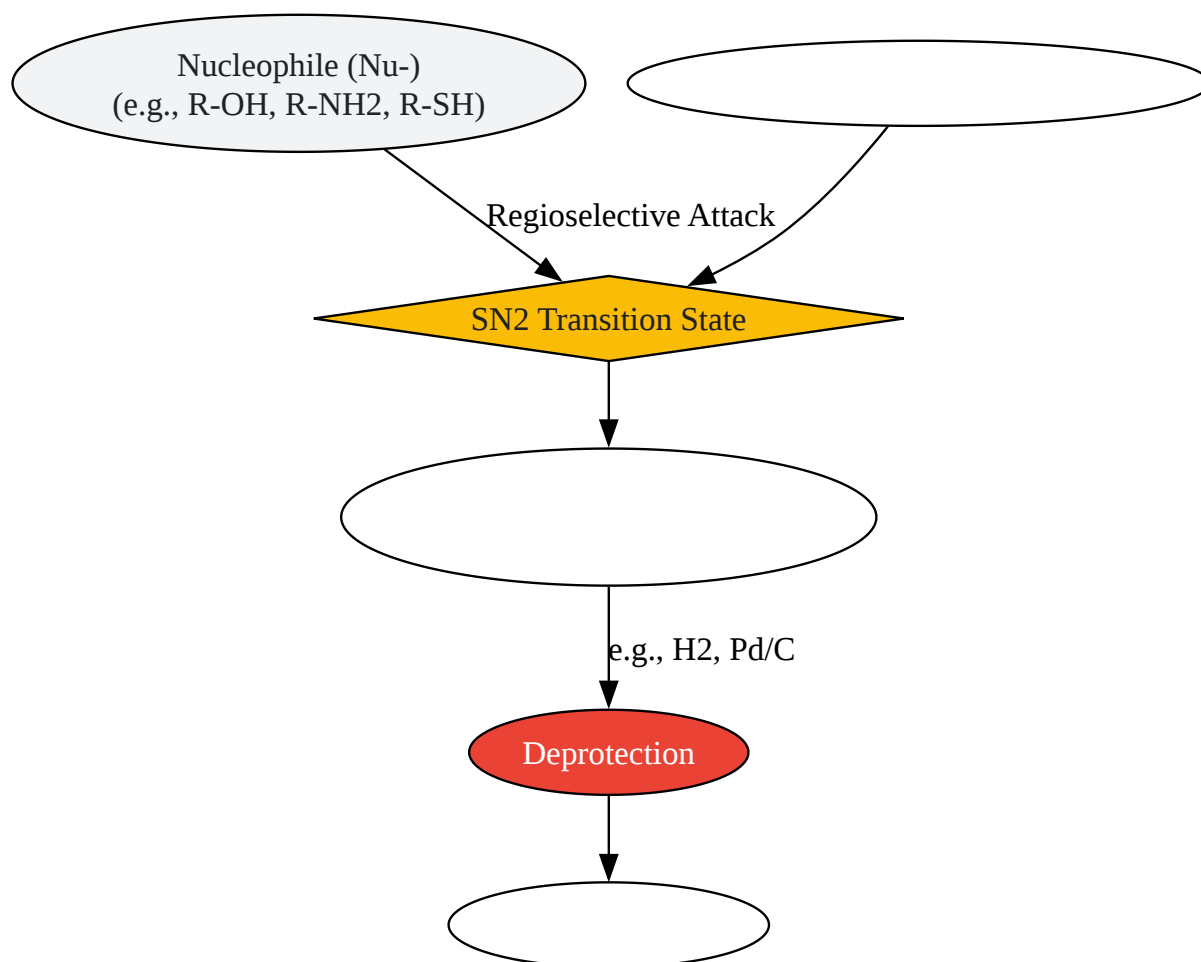 Nucleophile (Nu-)
(e.g., R-OH, R-NH2, R-SH)
Regioselective Attack
SN2 Transition State
e.g., H2, Pd/C
Deprotection